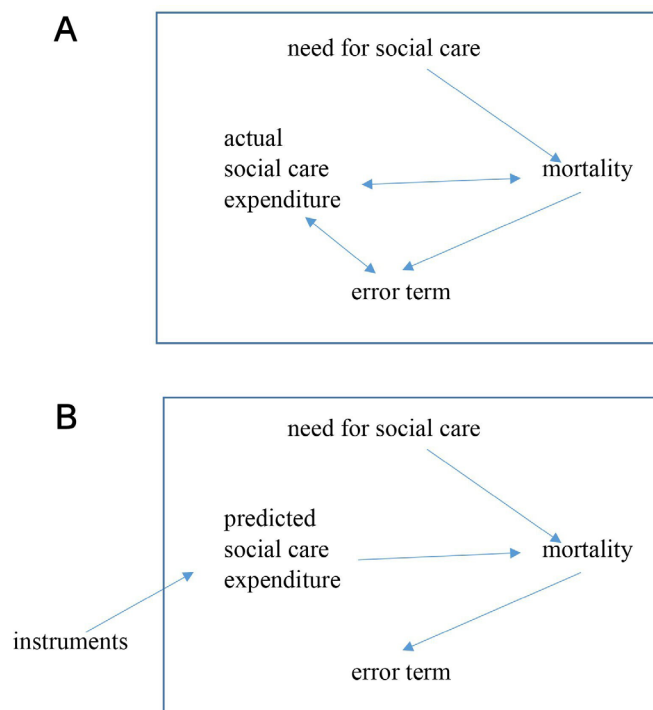 A
need for social care
actual
social care
expenditure
mortality
error term
B
need for social care
predicted
social care
expenditure
mortality
instruments
error term